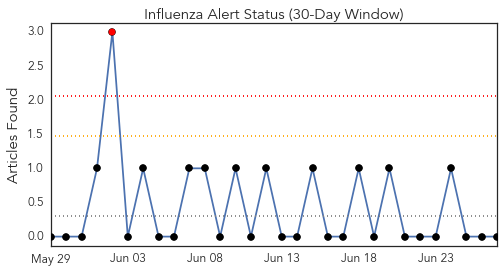 Influenza Alert Status (30-Day Window)
Articles Found
3.0
2.5
2.0
1.5
1.0
0.5
0.0
May 29 Jun 03 Jun 08 Jun 13 Jun 18 Jun 23